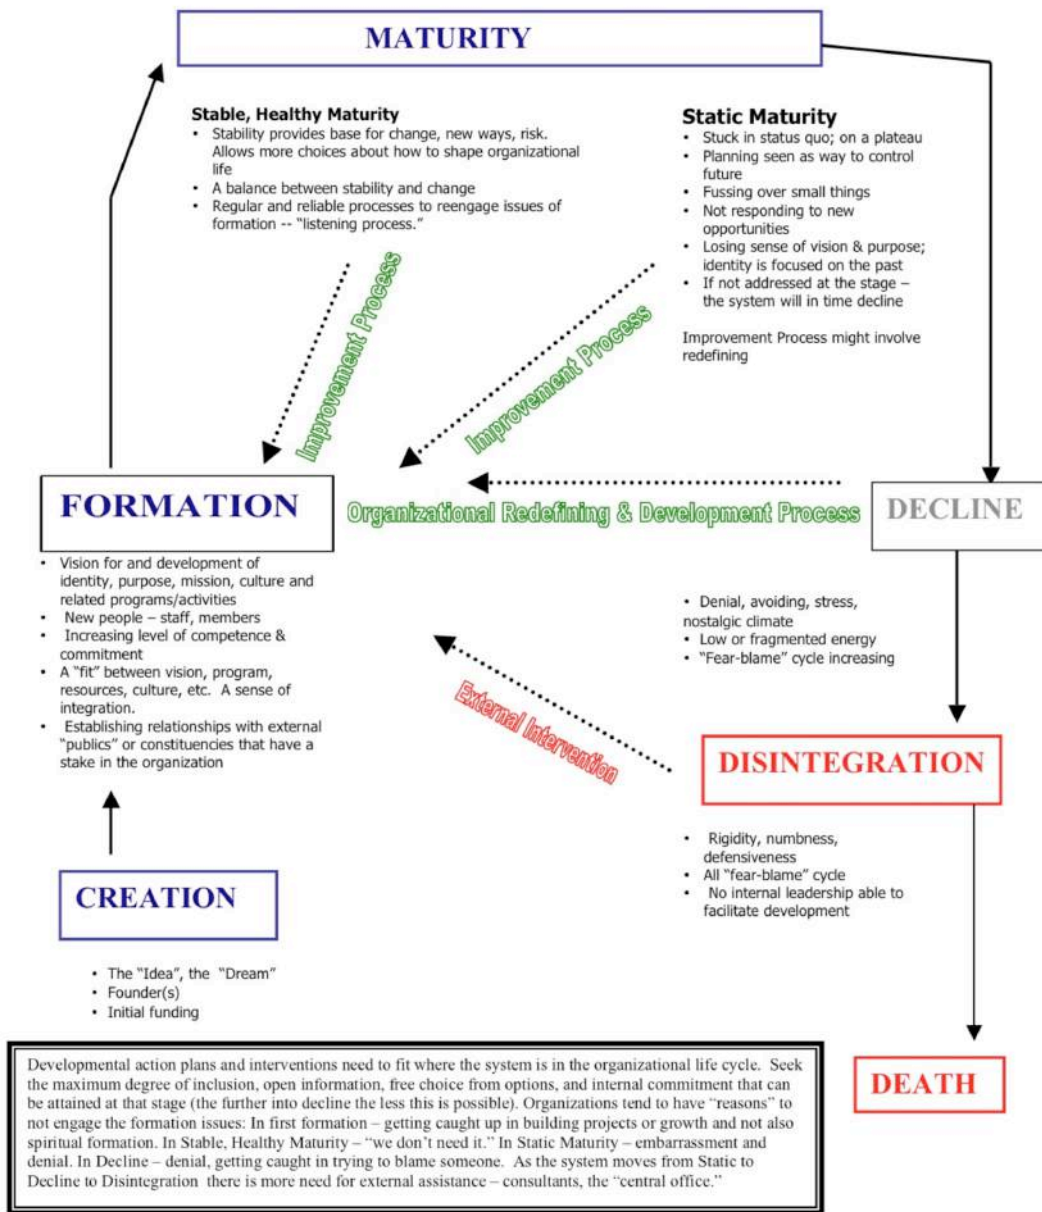 MATURITY
Stable, Healthy Maturity
• Stability provides base for change, new ways, risk.
Allows more choices about how to shape organizational
life
• A balance between stability and change
• Regular and reliable processes to reengage issues of
formation -- “listening process.”
Static Maturity
• Stuck in status quo; on a plateau
• Planning seen as way to control
future
• Fussing over small things
• Not responding to new
opportunities
• Losing sense of vision & purpose;
identity is focused on the past
• If not addressed at the stage –
the system will in time decline
Improvement Process might involve
redefining
Improvement Process
Improvement Process
FORMATION
Organizational Redefining & Development Process
DECLINE
• Vision for and development of
identity, purpose, mission, culture and
related programs/activities
• New people – staff, members
• Increasing level of competence &
commitment
• A “fit” between vision, program,
resources, culture, etc. A sense of
integration.
• Establishing relationships with external
“publics” or constituencies that have a
stake in the organization
• Denial, avoiding, stress,
nostalgic climate
• Low or fragmented energy
• “Fear-blame” cycle increasing
External Intervention
DISINTEGRATION
• Rigidity, numbness,
defensiveness
• All “fear-blame” cycle
• No internal leadership able to
facilitate development
CREATION
• The “Idea”, the “Dream”
• Founder(s)
• Initial funding
DEATH
Developmental action plans and interventions need to fit where the system is in the organizational life cycle. Seek
the maximum degree of inclusion, open information, free choice from options, and internal commitment that can
be attained at that stage (the further into decline the less this is possible). Organizations tend to have “reasons” to
not engage the formation issues: In first formation – getting caught up in building projects or growth and not also
spiritual formation. In Stable, Healthy Maturity – “we don’t need it.” In Static Maturity – embarrassment and
denial. In Decline – denial, getting caught in trying to blame someone. As the system moves from Static to
Decline to Disintegration there is more need for external assistance – consultants, the “central office.”